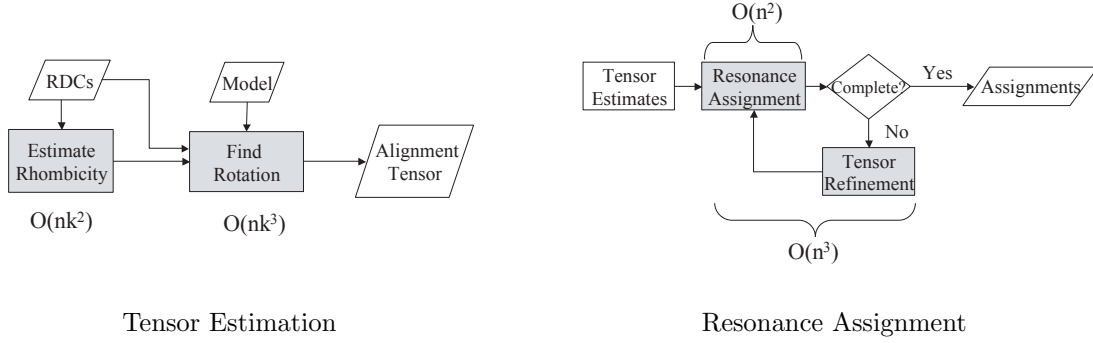 RDCs
Model
Estimate
Rhombicity
Find
Rotation
Alignment
Tensor
O(nk²)
O(nk³)
Tensor Estimation
O(n²)
Tensor
Estimates
Resonance
Assignment
Complete?
Yes
Assignments
No
Tensor
Refinement
O(n³)
Resonance Assignment